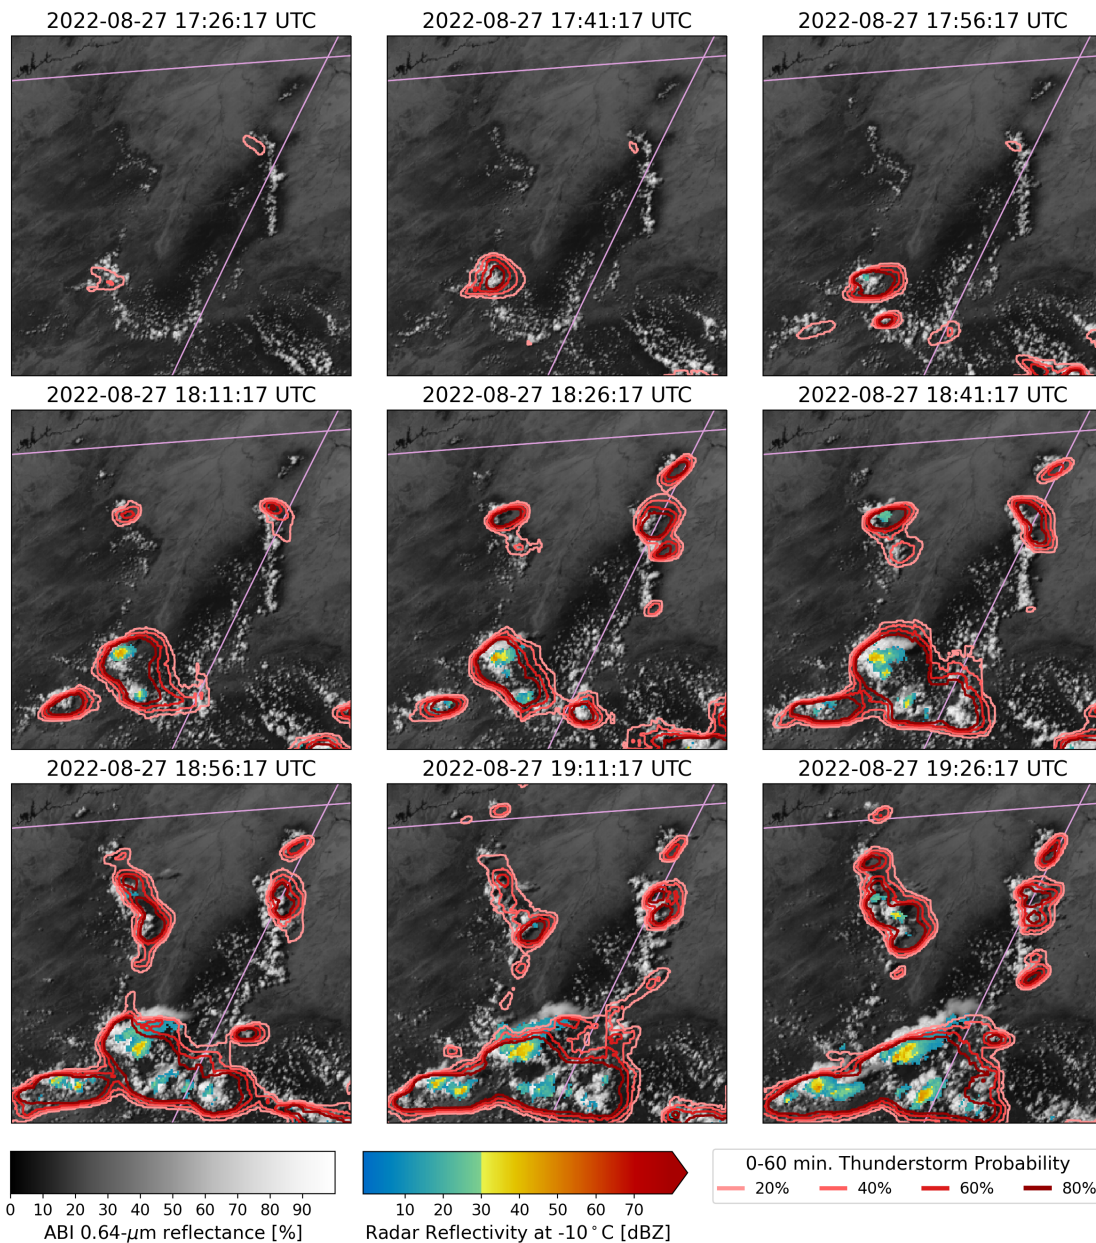 2022-08-27 17:26:17 UTC 2022-08-27 17:41:17 UTC 2022-08-27 17:56:17 UTC
2022-08-27 18:11:17 UTC 2022-08-27 18:26:17 UTC 2022-08-27 18:41:17 UTC
2022-08-27 18:56:17 UTC 2022-08-27 19:11:17 UTC 2022-08-27 19:26:17 UTC
0-60 min. Thunderstorm Probability
20% 40% 60% 80%
0 10 20 30 40 50 60 70 80 90
ABI 0.64-μm reflectance [%]
10 20 30 40 50 60 70
Radar Reflectivity at -10°C [dBZ]